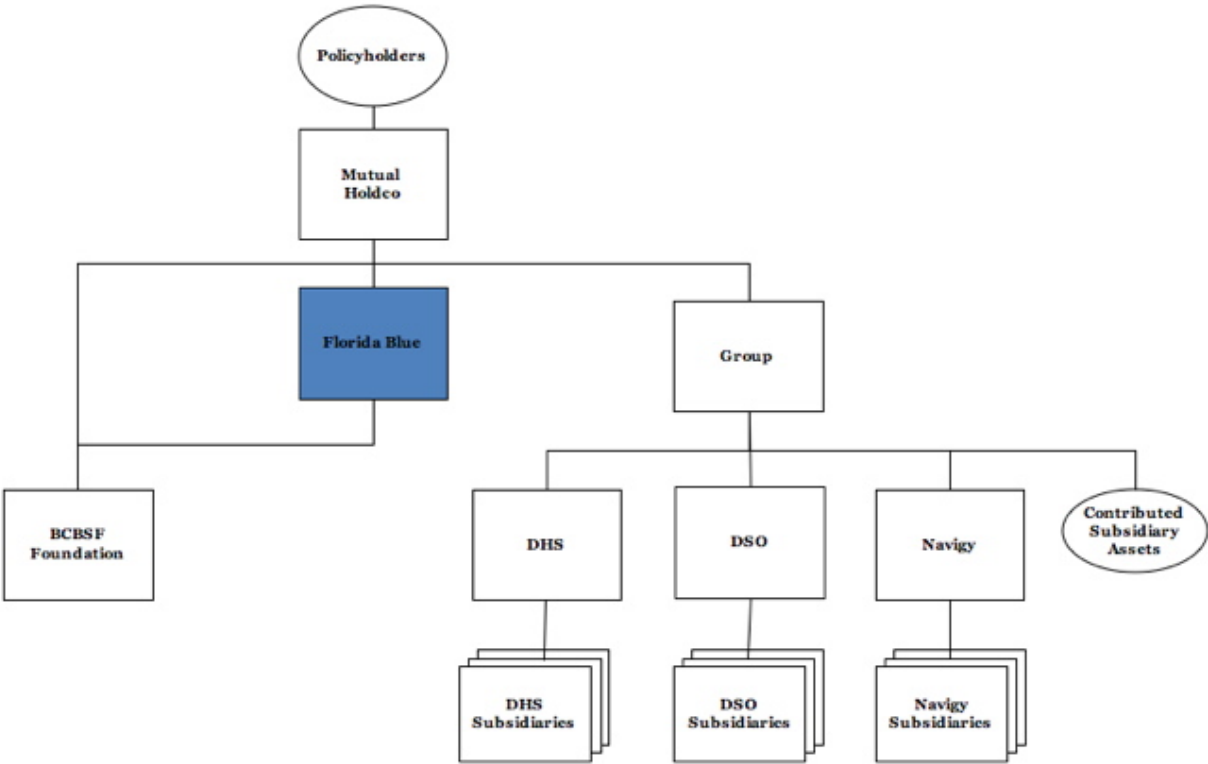 Policyholders
Mutual
Holdco
Florida Blue
Group
BCBSF
Foundation
DHS
DSO
Navigy
Contributed
Subsidiary
Assets
DHS
Subsidiaries
DSO
Subsidiaries
Navigy
Subsidiaries